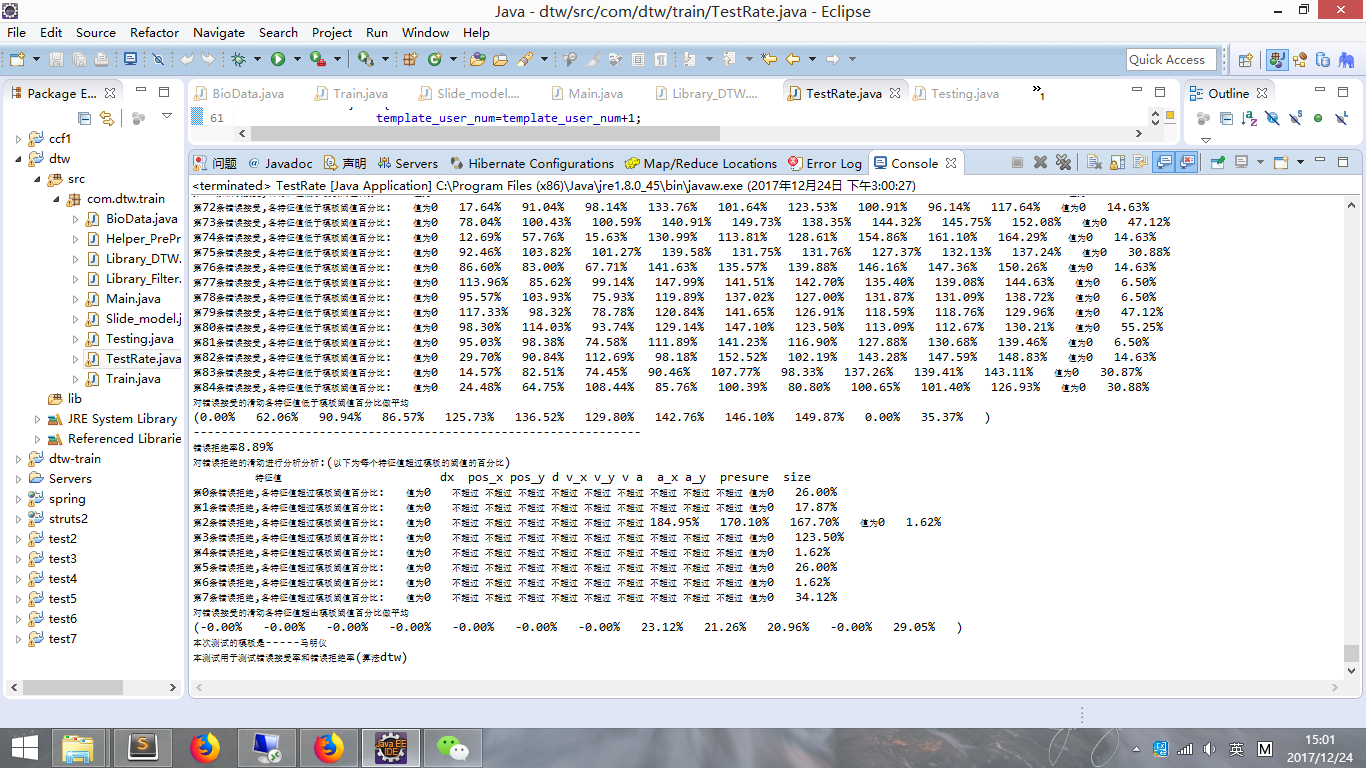 Java - dtw/src/com/dtw/train/TestRate.java - Eclipse
File Edit Source Refactor Navigate Search Project Run Window Help
Quick Access
Package E...
ccf1
dtw
src
com.dtw.train
BioData.java
Helper_PrePr
Library_DTW.
Library_Filter.
Main.java
Slide_model.j
Testing.java
TestRate.java
Train.java
lib
JRE System Library
Referenced Librarie
dtw-train
Servers
spring
struts2
test2
test3
test4
test5
test6
test7
BioData.java Train.java Slide_model.... Main.java Library_DTW.... TestRate.java Testing.java »1
61 template_user_num=template_user_num+1;
Outline
问题 @ Javadoc 声明 Servers Hibernate Configurations Map/Reduce Locations Error Log Console
<terminated> TestRate [Java Application] C:\Program Files (x86)\Java\jre1.8.0_45\bin\javaw.exe (2017年12月24日 下午3:00:27)
第72条错误接受,各特征值低于模板阈值百分比: 值为0 17.64% 91.04% 98.14% 133.76% 101.64% 123.53% 100.91% 96.14% 117.64% 值为0 14.63%
第73条错误接受,各特征值低于模板阈值百分比: 值为0 78.04% 100.43% 100.59% 140.91% 149.73% 138.35% 144.32% 145.75% 152.08% 值为0 47.12%
第74条错误接受,各特征值低于模板阈值百分比: 值为0 12.69% 57.76% 15.63% 130.99% 113.81% 128.61% 154.86% 161.10% 164.29% 值为0 14.63%
第75条错误接受,各特征值低于模板阈值百分比: 值为0 92.46% 103.82% 101.27% 139.58% 131.75% 131.76% 127.37% 132.13% 137.24% 值为0 30.88%
第76条错误接受,各特征值低于模板阈值百分比: 值为0 86.60% 83.00% 67.71% 141.63% 135.57% 139.88% 146.16% 147.36% 150.26% 值为0 14.63%
第77条错误接受,各特征值低于模板阈值百分比: 值为0 113.96% 85.62% 99.14% 147.99% 141.51% 142.70% 135.40% 139.08% 144.63% 值为0 6.50%
第78条错误接受,各特征值低于模板阈值百分比: 值为0 95.57% 103.93% 75.93% 119.89% 137.02% 127.00% 131.87% 131.09% 138.72% 值为0 6.50%
第79条错误接受,各特征值低于模板阈值百分比: 值为0 117.33% 98.32% 78.78% 120.84% 141.65% 126.91% 118.59% 118.76% 129.96% 值为0 47.12%
第80条错误接受,各特征值低于模板阈值百分比: 值为0 98.30% 114.03% 93.74% 129.14% 147.10% 123.50% 113.09% 112.67% 130.21% 值为0 55.25%
第81条错误接受,各特征值低于模板阈值百分比: 值为0 95.03% 98.38% 74.58% 111.89% 141.23% 116.90% 127.88% 130.68% 139.46% 值为0 6.50%
第82条错误接受,各特征值低于模板阈值百分比: 值为0 29.70% 90.84% 112.69% 98.18% 152.52% 102.19% 143.28% 147.59% 148.83% 值为0 14.63%
第83条错误接受,各特征值低于模板阈值百分比: 值为0 14.57% 82.51% 74.45% 90.46% 107.77% 98.33% 137.26% 139.41% 143.11% 值为0 30.87%
第84条错误接受,各特征值低于模板阈值百分比: 值为0 24.48% 64.75% 108.44% 85.76% 100.39% 80.80% 100.65% 101.40% 126.93% 值为0 30.88%
对错误接受的滑动各特征值低于模板阈值百分比做平均
(0.00% 62.06% 90.94% 86.57% 125.73% 136.52% 129.80% 142.76% 146.10% 149.87% 0.00% 35.37% )
----------------------------------------------------------------
错误拒绝率8.89%
对错误拒绝的滑动进行分析分析:(以下为每个特征值超过模板的阈值的百分比)
特征值 dx pos_x pos_y d v_x v_y v a a_x a_y presure size
第0条错误拒绝,各特征值超过模板阈值百分比: 值为0 不超过 不超过 不超过 不超过 不超过 不超过 不超过 不超过 不超过 值为0 26.00%
第1条错误拒绝,各特征值超过模板阈值百分比: 值为0 不超过 不超过 不超过 不超过 不超过 不超过 不超过 不超过 不超过 值为0 17.87%
第2条错误拒绝,各特征值超过模板阈值百分比: 值为0 不超过 不超过 不超过 不超过 不超过 不超过 184.95% 170.10% 167.70% 值为0 1.62%
第3条错误拒绝,各特征值超过模板阈值百分比: 值为0 不超过 不超过 不超过 不超过 不超过 不超过 不超过 不超过 不超过 值为0 123.50%
第4条错误拒绝,各特征值超过模板阈值百分比: 值为0 不超过 不超过 不超过 不超过 不超过 不超过 不超过 不超过 不超过 值为0 1.62%
第5条错误拒绝,各特征值超过模板阈值百分比: 值为0 不超过 不超过 不超过 不超过 不超过 不超过 不超过 不超过 不超过 值为0 26.00%
第6条错误拒绝,各特征值超过模板阈值百分比: 值为0 不超过 不超过 不超过 不超过 不超过 不超过 不超过 不超过 不超过 值为0 1.62%
第7条错误拒绝,各特征值超过模板阈值百分比: 值为0 不超过 不超过 不超过 不超过 不超过 不超过 不超过 不超过 不超过 值为0 34.12%
对错误接受的滑动各特征值超出模板阈值百分比做平均
(-0.00% -0.00% -0.00% -0.00% -0.00% -0.00% -0.00% 23.12% 21.26% 20.96% -0.00% 29.05% )
本次测试的模板是-----马明仪
本测试用于测试错误接受率和错误拒绝率(算法dtw)
英 M
15:01
2017/12/24